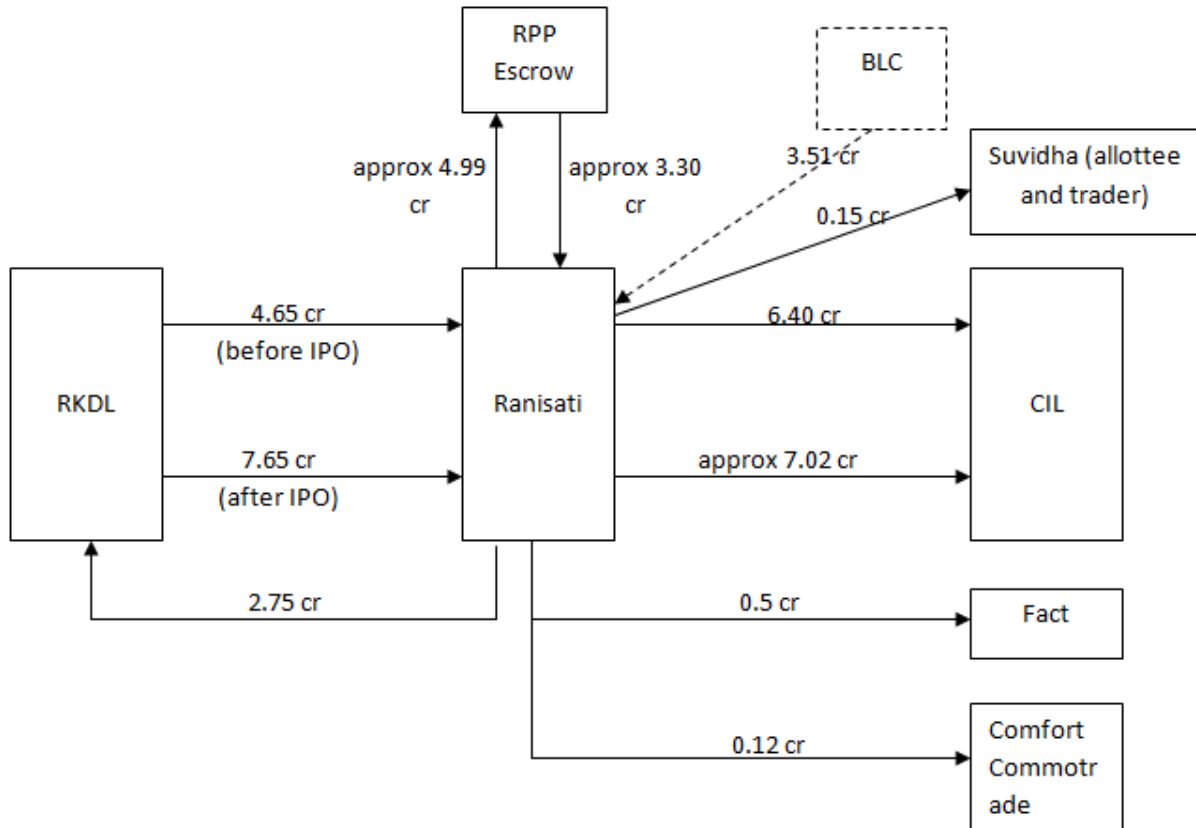 RPP
Escrow
BLC
approx 4.99
cr
approx 3.30
cr
3.51 cr
Suvidha (allottee
and trader)
0.15 cr
RKDL
4.65 cr
(before IPO)
Ranisati
6.40 cr
CIL
7.65 cr
(after IPO)
approx 7.02 cr
2.75 cr
0.5 cr
Fact
0.12 cr
Comfort
Commotr
ade